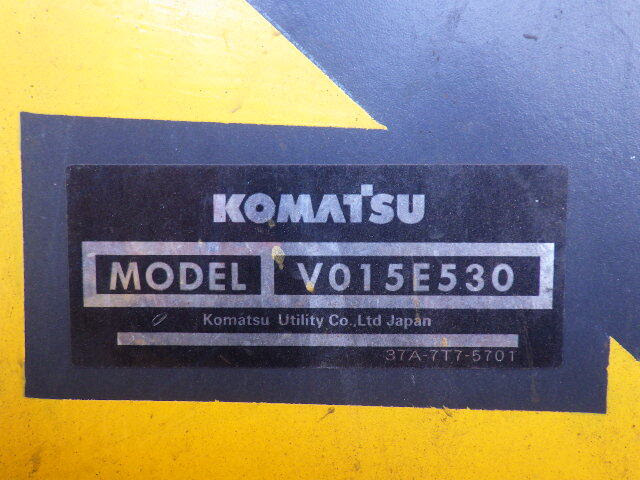 KOMATSU
MODEL V015E530
Komatsu Utility Co.,Ltd Japan
37A-7T7-5701